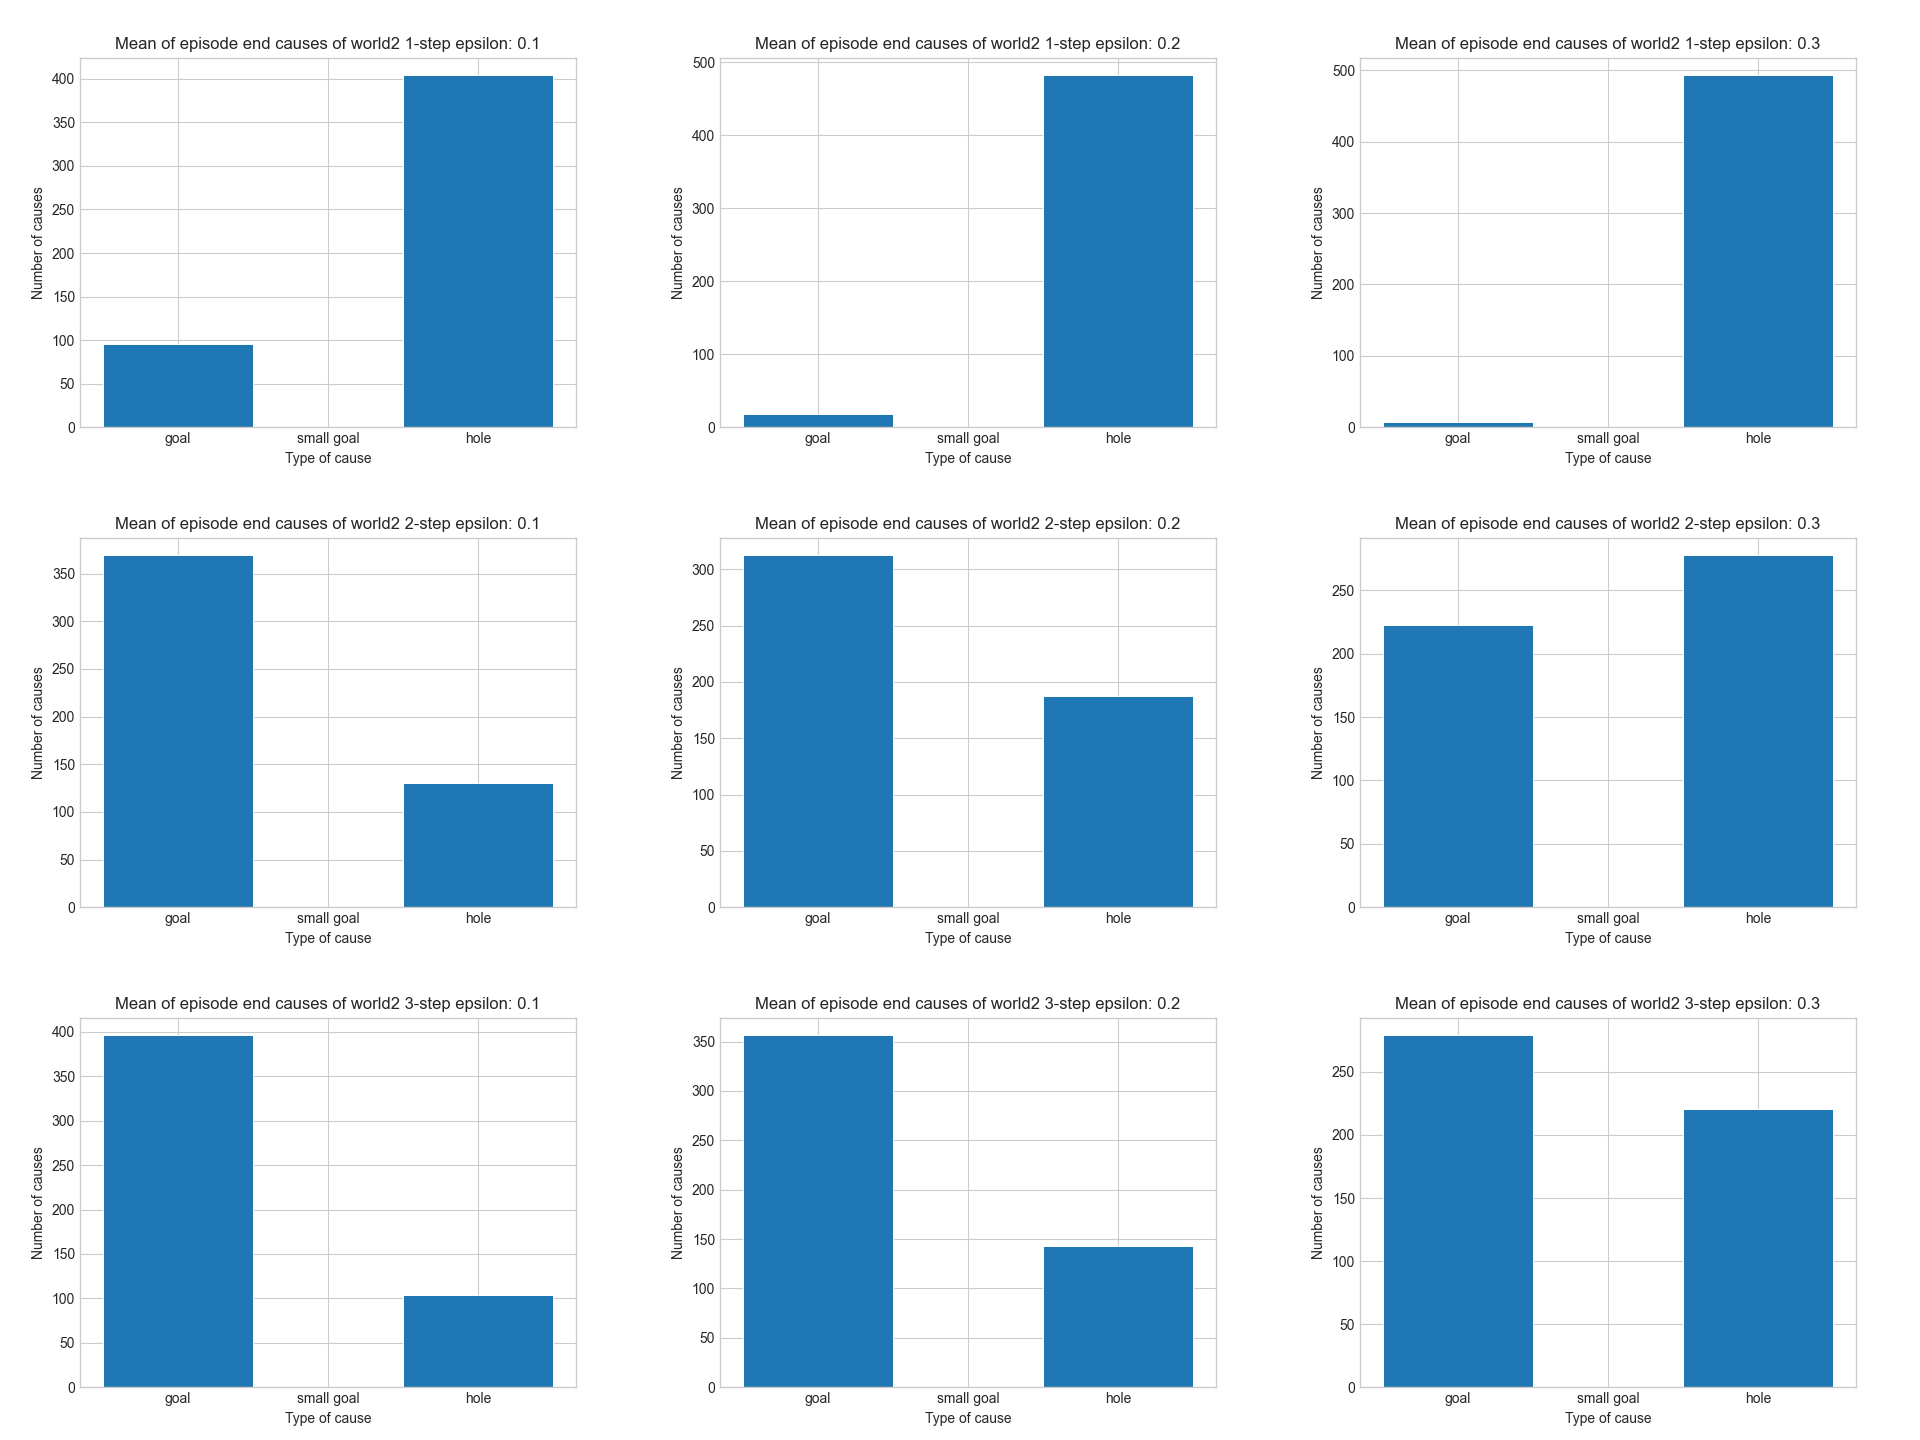 Mean of episode end causes of world2 1-step epsilon: 0.1
400
350
300
250
200
150
100
50
0
Number of causes
goal small goal hole
Type of cause
Mean of episode end causes of world2 1-step epsilon: 0.2
500
400
300
200
100
0
Number of causes
goal small goal hole
Type of cause
Mean of episode end causes of world2 1-step epsilon: 0.3
500
400
300
200
100
0
Number of causes
goal small goal hole
Type of cause
Mean of episode end causes of world2 2-step epsilon: 0.1
350
300
250
200
150
100
50
0
Number of causes
goal small goal hole
Type of cause
Mean of episode end causes of world2 2-step epsilon: 0.2
300
250
200
150
100
50
0
Number of causes
goal small goal hole
Type of cause
Mean of episode end causes of world2 2-step epsilon: 0.3
250
200
150
100
50
0
Number of causes
goal small goal hole
Type of cause
Mean of episode end causes of world2 3-step epsilon: 0.1
400
350
300
250
200
150
100
50
0
Number of causes
goal small goal hole
Type of cause
Mean of episode end causes of world2 3-step epsilon: 0.2
350
300
250
200
150
100
50
0
Number of causes
goal small goal hole
Type of cause
Mean of episode end causes of world2 3-step epsilon: 0.3
250
200
150
100
50
0
Number of causes
goal small goal hole
Type of cause